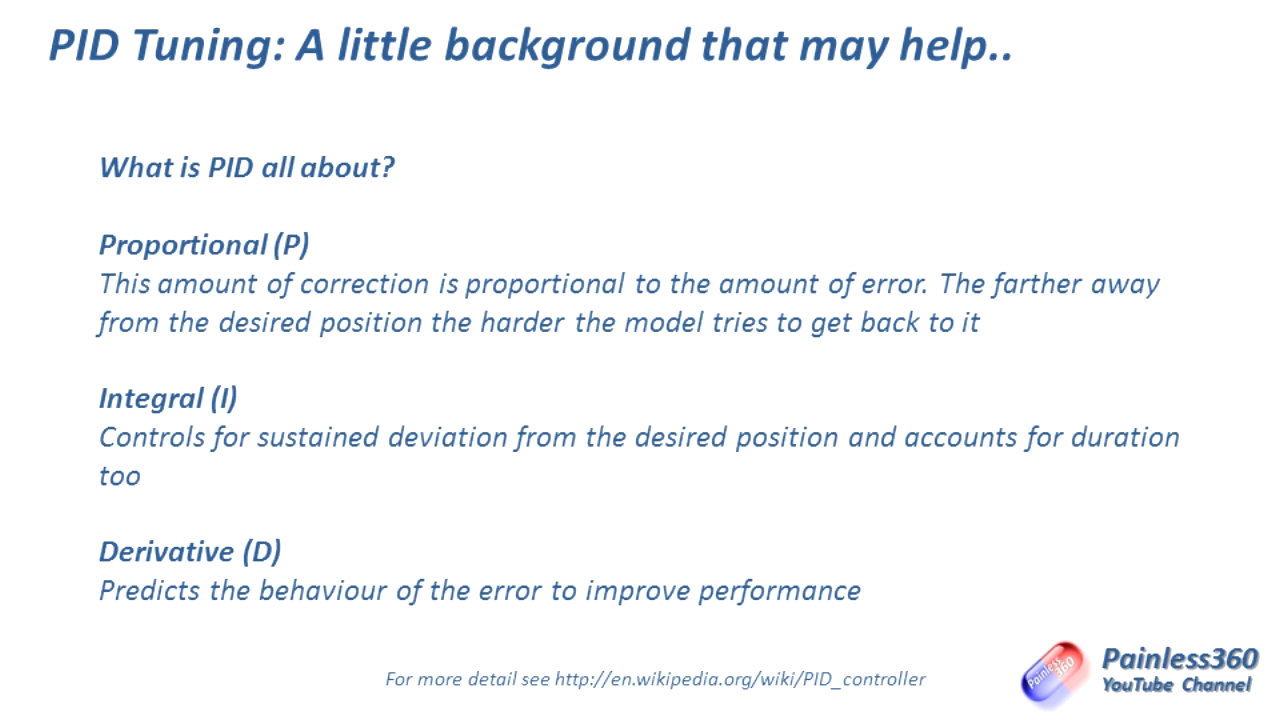 PID Tuning: A little background that may help..
What is PID all about?
Proportional (P)
This amount of correction is proportional to the amount of error. The farther away
from the desired position the harder the model tries to get back to it
Integral (I)
Controls for sustained deviation from the desired position and accounts for duration
too
Derivative (D)
Predicts the behaviour of the error to improve performance
For more detail see http://en.wikipedia.org/wiki/PID_controller
Painless
360
Painless360
YouTube Channel